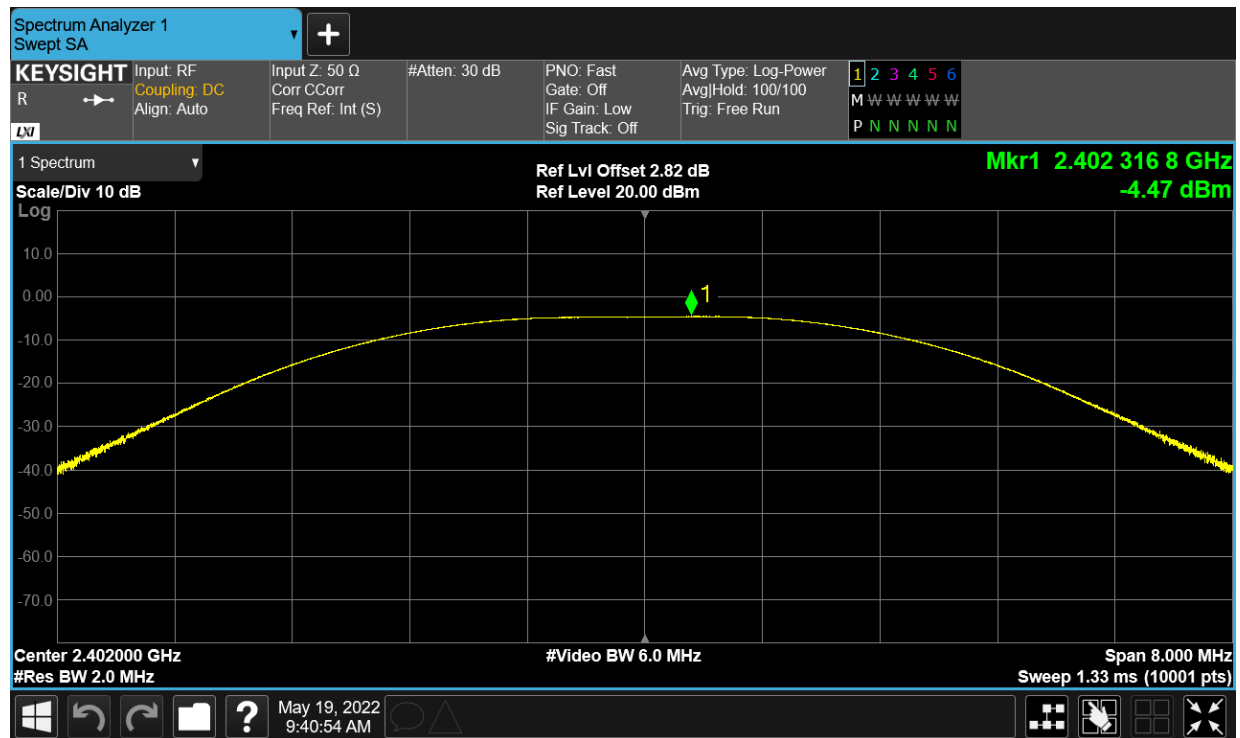 Spectrum Analyzer 1
Swept SA
KEYSIGHT
R
LXI
Input: RF
Coupling: DC
Align: Auto
Input Z: 50 Ω
Corr CCorr
Freq Ref: Int (S)
#Atten: 30 dB
PNO: Fast
Gate: Off
IF Gain: Low
Sig Track: Off
Avg Type: Log-Power
Avg|Hold: 100/100
Trig: Free Run
1 2 3 4 5 6
M W W W W W
P N N N N N
1 Spectrum
Scale/Div 10 dB
Log
Ref Lvl Offset 2.82 dB
Ref Level 20.00 dBm
Mkr1 2.402 316 8 GHz
-4.47 dBm
10.0
0.00
-10.0
-20.0
-30.0
-40.0
-50.0
-60.0
-70.0
1
Center 2.402000 GHz
#Res BW 2.0 MHz
#Video BW 6.0 MHz
Span 8.000 MHz
Sweep 1.33 ms (10001 pts)
?
May 19, 2022
9:40:54 AM